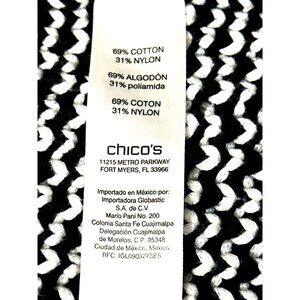 69% COTTON
31% NYLON
69% ALGODÓN
31% poliamida
69% COTON
31% NYLON
chico's
11215 METRO PARKWAY
FORT MYERS, FL 33966
Importado en México por:
Importadora Globastic
S.A. de C.V.
Mario Pani No. 200
Colonia Santa Fe Cuajimalpa
Delegación Cuajimalpa
de Morelos, C.P. 05348
Ciudad de México, México
RFC. IGL090327SE5